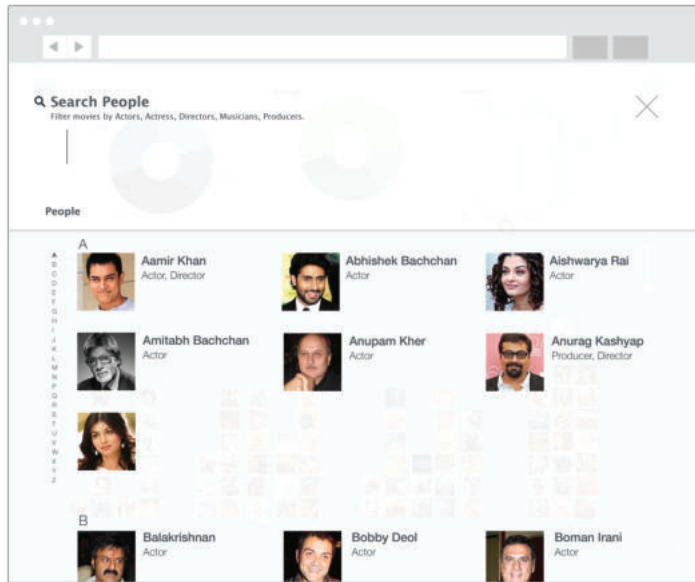 Search People
Filter movies by Actors, Actress, Directors, Musicians, Producers.
People
A
B
C
D
E
F
G
H
I
J
K
L
M
N
P
Q
R
S
T
U
V
W
X
Y
Z
A
Aamir Khan
Actor, Director
Abhishek Bachchan
Actor
Aishwarya Rai
Actor
Amitabh Bachchan
Actor
Anupam Kher
Actor
Anurag Kashyap
Producer, Director
B
Balakrishnan
Actor
Bobby Deol
Actor
Boman Irani
Actor